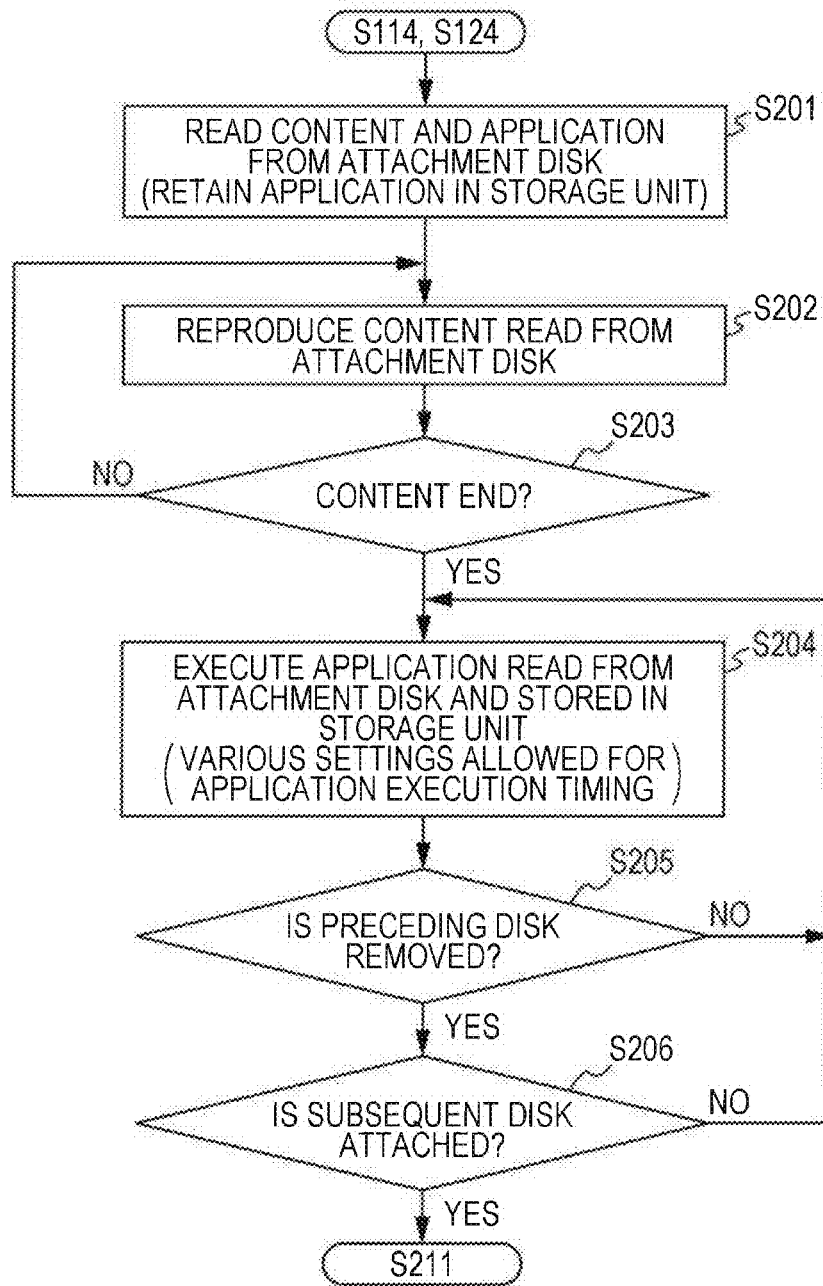 S114, S124
S201
READ CONTENT AND APPLICATION
FROM ATTACHMENT DISK
(RETAIN APPLICATION IN STORAGE UNIT)
S202
REPRODUCE CONTENT READ FROM
ATTACHMENT DISK
S203
NO
CONTENT END?
YES
S204
EXECUTE APPLICATION READ FROM
ATTACHMENT DISK AND STORED IN
STORAGE UNIT
(VARIOUS SETTINGS ALLOWED FOR
APPLICATION EXECUTION TIMING)
S205
NO
IS PRECEDING DISK
REMOVED?
YES
S206
NO
IS SUBSEQUENT DISK
ATTACHED?
YES
S211